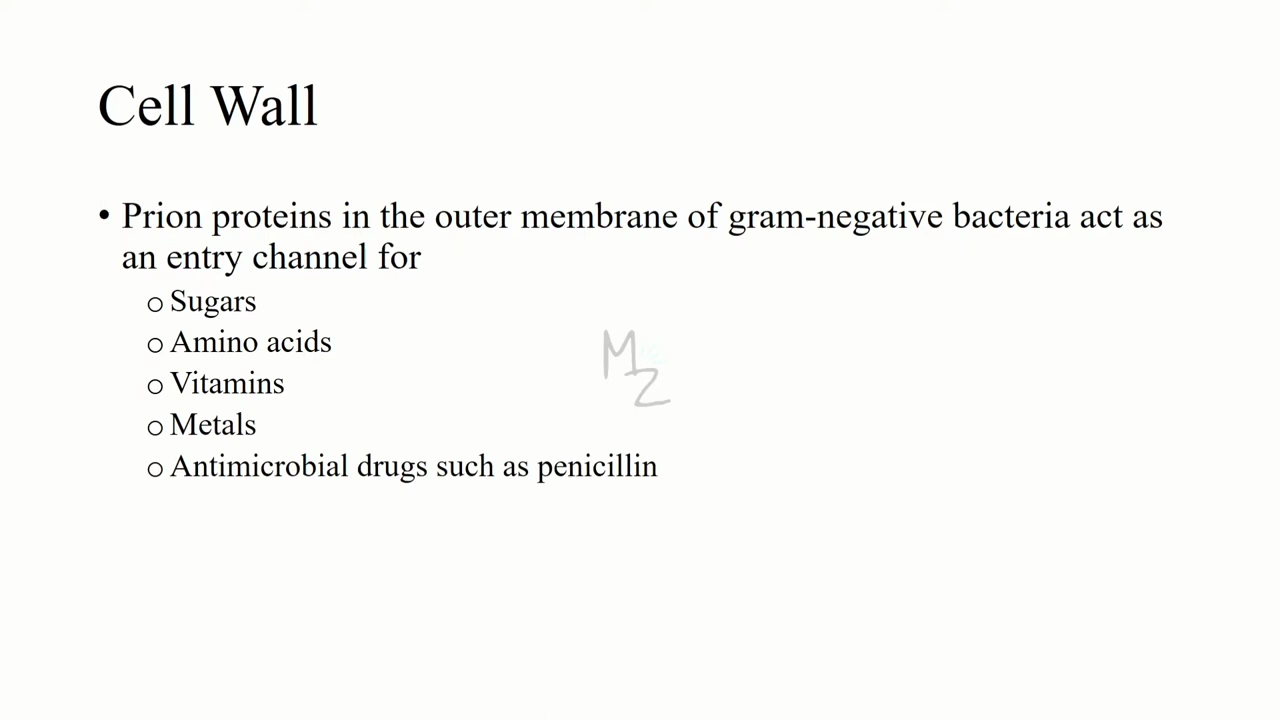 Cell Wall
• Prion proteins in the outer membrane of gram-negative bacteria act as
an entry channel for
o Sugars
o Amino acids
o Vitamins
o Metals
o Antimicrobial drugs such as penicillin
MZ